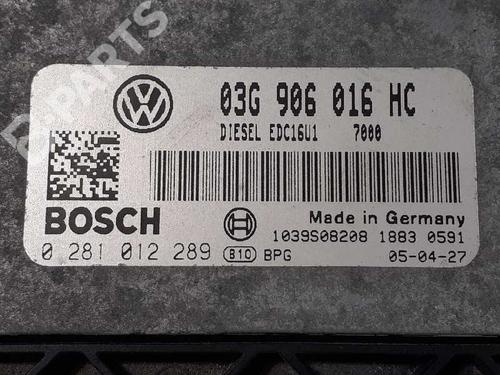 B-PARTS
03G 906 016 HC
DIESEL EDC16U1 7000
BOSCH
Made in Germany
1039S08208 1883 0591
0 281 012 289 B10 BPG 05-04-27